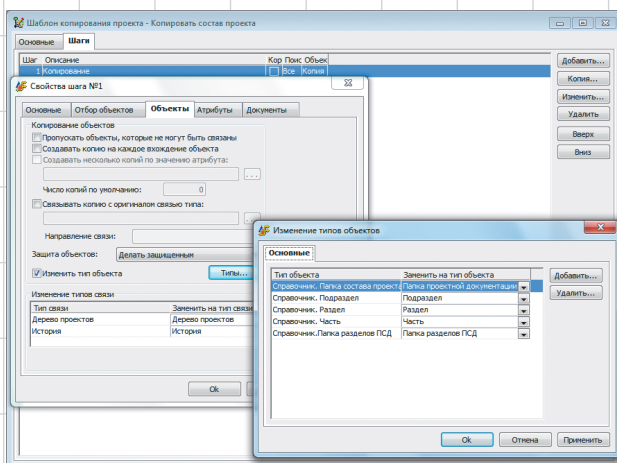 Шаблон копирования проекта - Копировать состав проекта
Основные Шаги
Шаг Описание Кор Поис Объек
1 Копирование Все Копия
Добавить...
Копия...
Изменить...
Удалить
Вверх
Вниз
Свойства шага №1
Основные Отбор объектов Объекты Атрибуты Документы
Копирование объектов
Пропускать объекты, которые не могут быть связаны
Создавать копию на каждое вхождение объекта
Создавать несколько копий по значению атрибута:
...
Число копий по умолчанию: 0
Связывать копию с оригиналом связью типа:
Направление связи:
Защита объектов: Делать защищенным
Изменить тип объекта Типы...
Изменение типов связи
Тип связи Заменить на тип связи
Дерево проектов Дерево проектов
История История
Ok
Изменение типов объектов
Основные
Тип объекта Заменить на тип объекта
Справочник. Папка состава проекта Папка проектной документации
Справочник. Подраздел Подраздел
Справочник. Раздел Раздел
Справочник. Часть Часть
Справочник.Папка разделов ПСД Папка разделов ПСД
Добавить...
Удалить...
Ok Отмена Применить